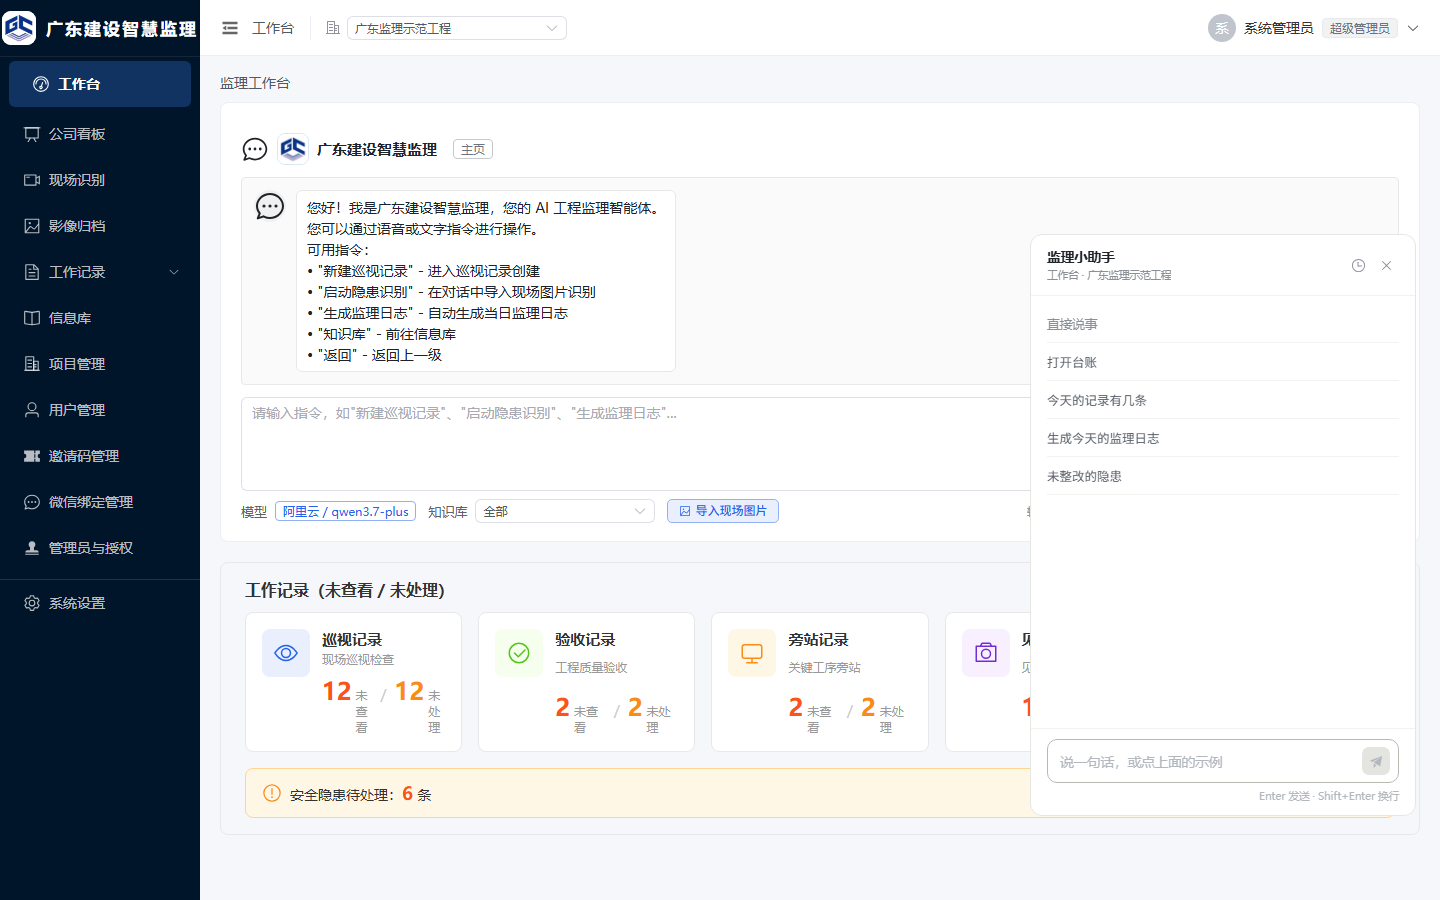 广东建设智慧监理
工作台
公司看板
现场识别
影像归档
工作记录
信息库
项目管理
用户管理
邀请码管理
微信绑定管理
管理员与授权
系统设置
工作台
广东监理示范工程
系
系统管理员
超级管理员
监理工作台
广东建设智慧监理
主页
您好！我是广东建设智慧监理，您的 AI 工程监理智能体。
您可以通过语音或文字指令进行操作。
可用指令：
• "新建巡视记录" - 进入巡视记录创建
• "启动隐患识别" - 在对话中导入现场图片识别
• "生成监理日志" - 自动生成当日监理日志
• "知识库" - 前往信息库
• "返回" - 返回上一级
请输入指令，如"新建巡视记录"、"启动隐患识别"、"生成监理日志"...
模型
阿里云 / qwen3.7-plus
知识库
全部
导入现场图片
工作记录（未查看 / 未处理）
巡视记录
现场巡视检查
12 未查看 / 12 未处理
验收记录
工程质量验收
2 未查看 / 2 未处理
旁站记录
关键工序旁站
2 未查看 / 2 未处理
安全隐患待处理：6 条
监理小助手
工作台 · 广东监理示范工程
直接说事
打开台账
今天的记录有几条
生成今天的监理日志
未整改的隐患
说一句话，或点上面的示例
Enter 发送 · Shift+Enter 换行